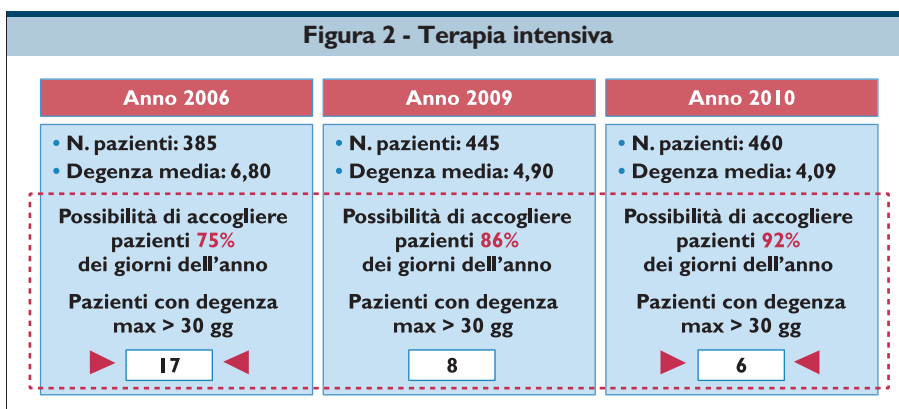 Figura 2 - Terapia intensiva
Anno 2006
• N. pazienti: 385
• Degenza media: 6,80
Possibilità di accogliere
pazienti 75%
dei giorni dell'anno
Pazienti con degenza
max > 30 gg
17
Anno 2009
• N. pazienti: 445
• Degenza media: 4,90
Possibilità di accogliere
pazienti 86%
dei giorni dell'anno
Pazienti con degenza
max > 30 gg
8
Anno 2010
• N. pazienti: 460
• Degenza media: 4,09
Possibilità di accogliere
pazienti 92%
dei giorni dell'anno
Pazienti con degenza
max > 30 gg
6